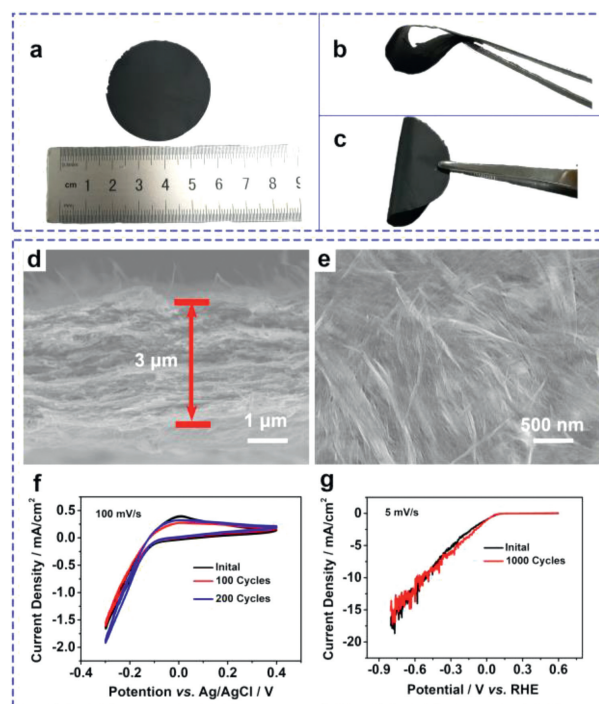 a
b
c
cm 1 2 3 4 5 6 7 8 9
d
3 µm
1 µm
e
500 nm
f
100 mV/s
Inital
100 Cycles
200 Cycles
0.5
0.0
-0.5
-1.0
-1.5
-2.0
-0.4 -0.2 0.0 0.2 0.4
Current Density / mA/cm²
Potention vs. Ag/AgCl / V
g
5 mV/s
Inital
1000 Cycles
0
-5
-10
-15
-20
-0.9 -0.6 -0.3 0.0 0.3 0.6
Current Density / mA/cm²
Potential / V vs. RHE